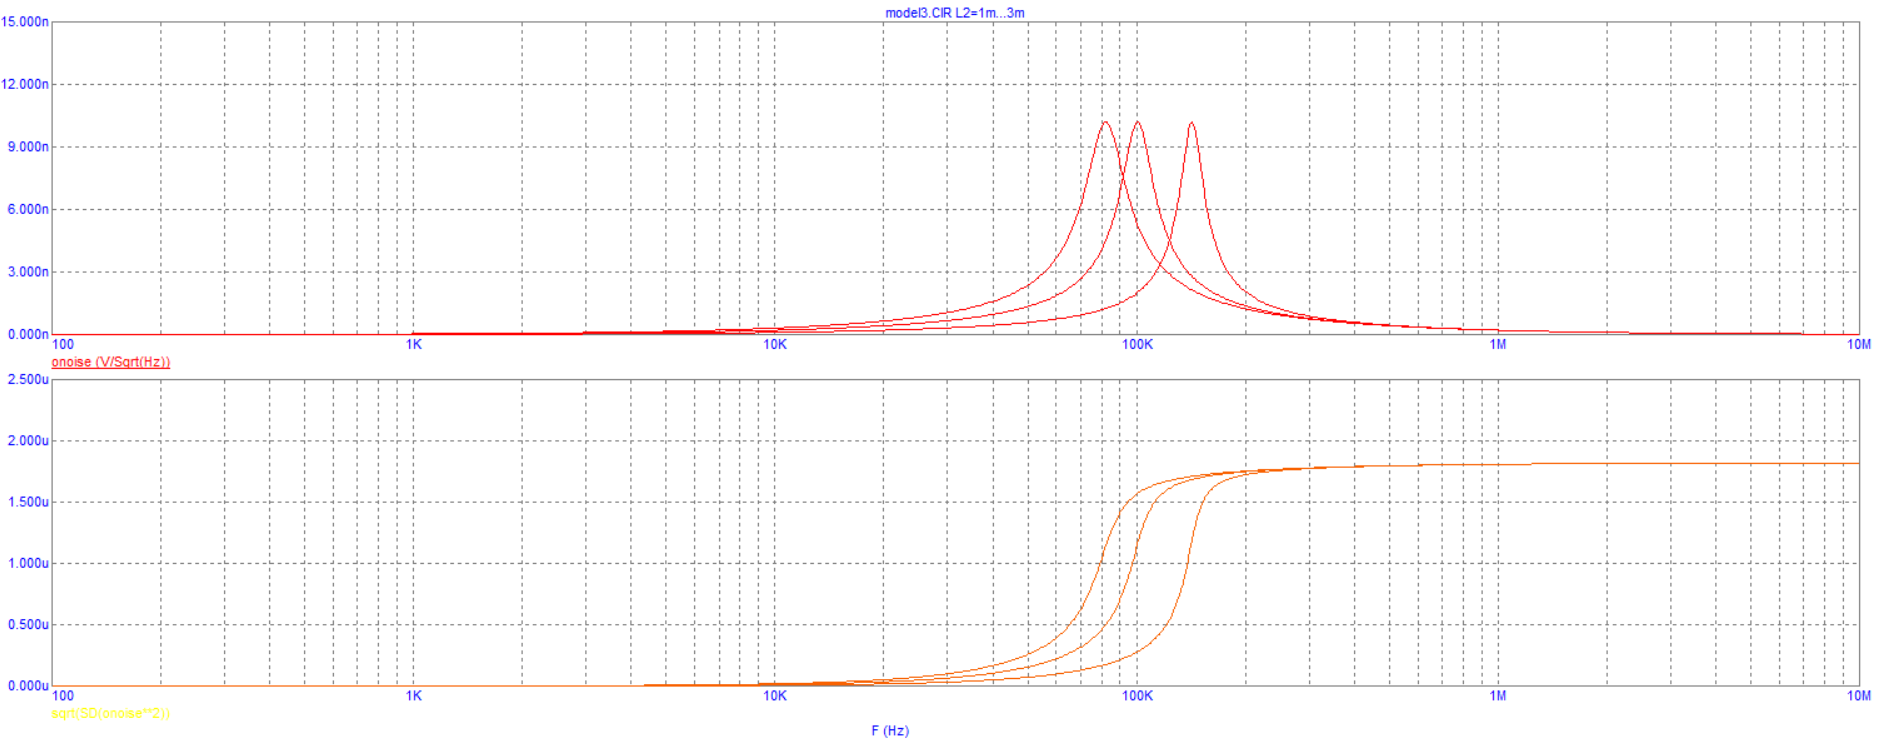 model3.CIR L2=1m...3m
15.000n
12.000n
9.000n
6.000n
3.000n
0.000n
100 1K 10K 100K 1M 10M
onoise (V/Sqrt(Hz))
2.500u
2.000u
1.500u
1.000u
0.500u
0.000u
100 1K 10K 100K 1M 10M
sqrt(SD(onoise**2))
F (Hz)